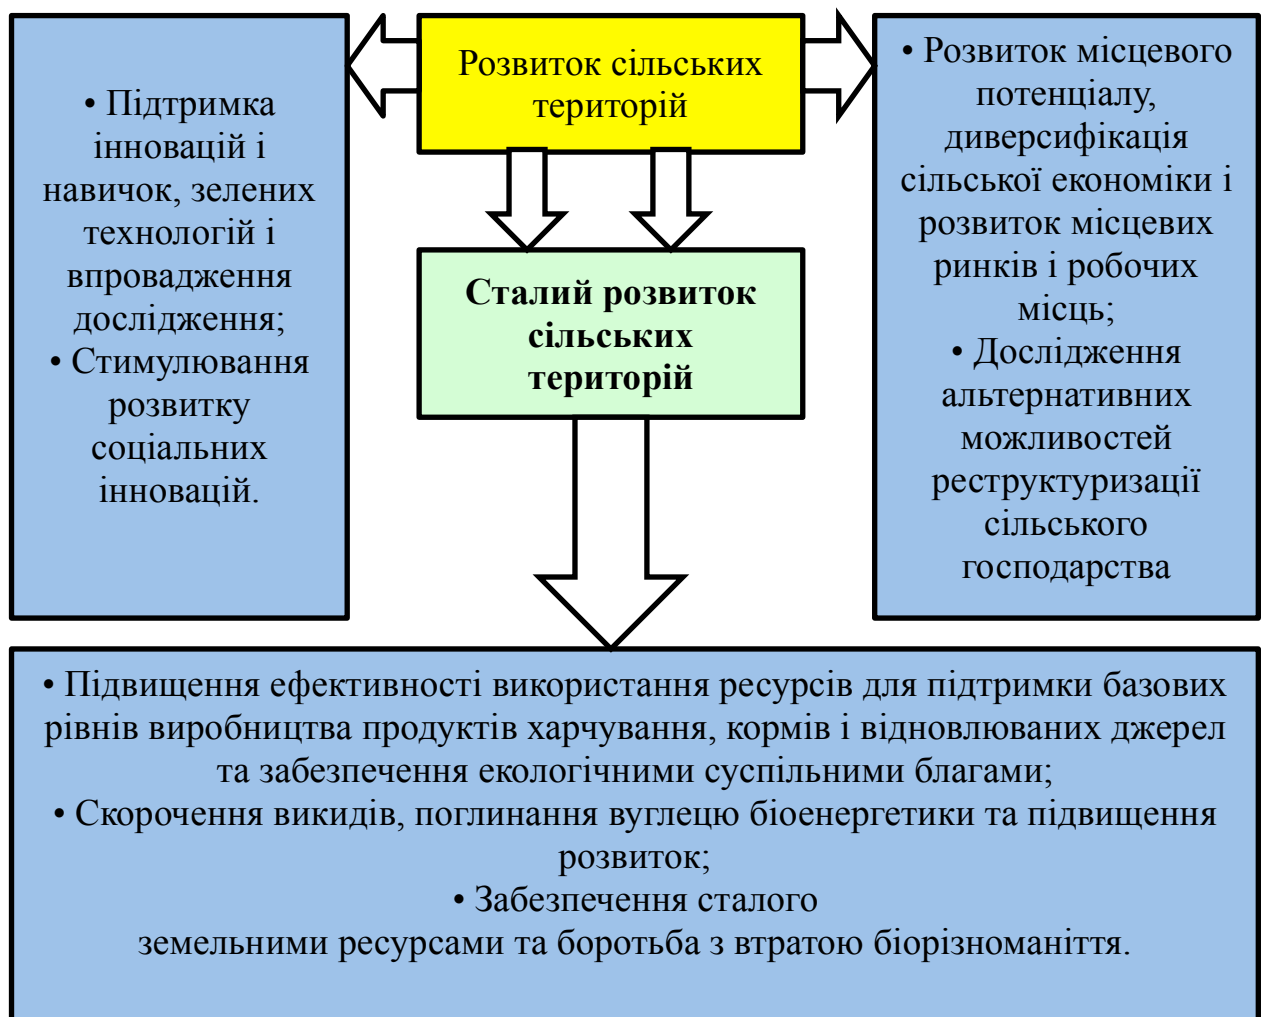 Розвиток сільських
територій
• Підтримка
інновацій і
навичок, зелених
технологій і
впровадження
дослідження;
• Стимулювання
розвитку
соціальних
інновацій.
• Розвиток місцевого
потенціалу,
диверсифікація
сільської економіки і
розвиток місцевих
ринків і робочих
місць;
• Дослідження
альтернативних
можливостей
реструктуризації
сільського
господарства
Сталий розвиток
сільських
територій
• Підвищення ефективності використання ресурсів для підтримки базових
рівнів виробництва продуктів харчування, кормів і відновлюваних джерел
та забезпечення екологічними суспільними благами;
• Скорочення викидів, поглинання вуглецю біоенергетики та підвищення
розвиток;
• Забезпечення сталого
земельними ресурсами та боротьба з втратою біорізноманіття.